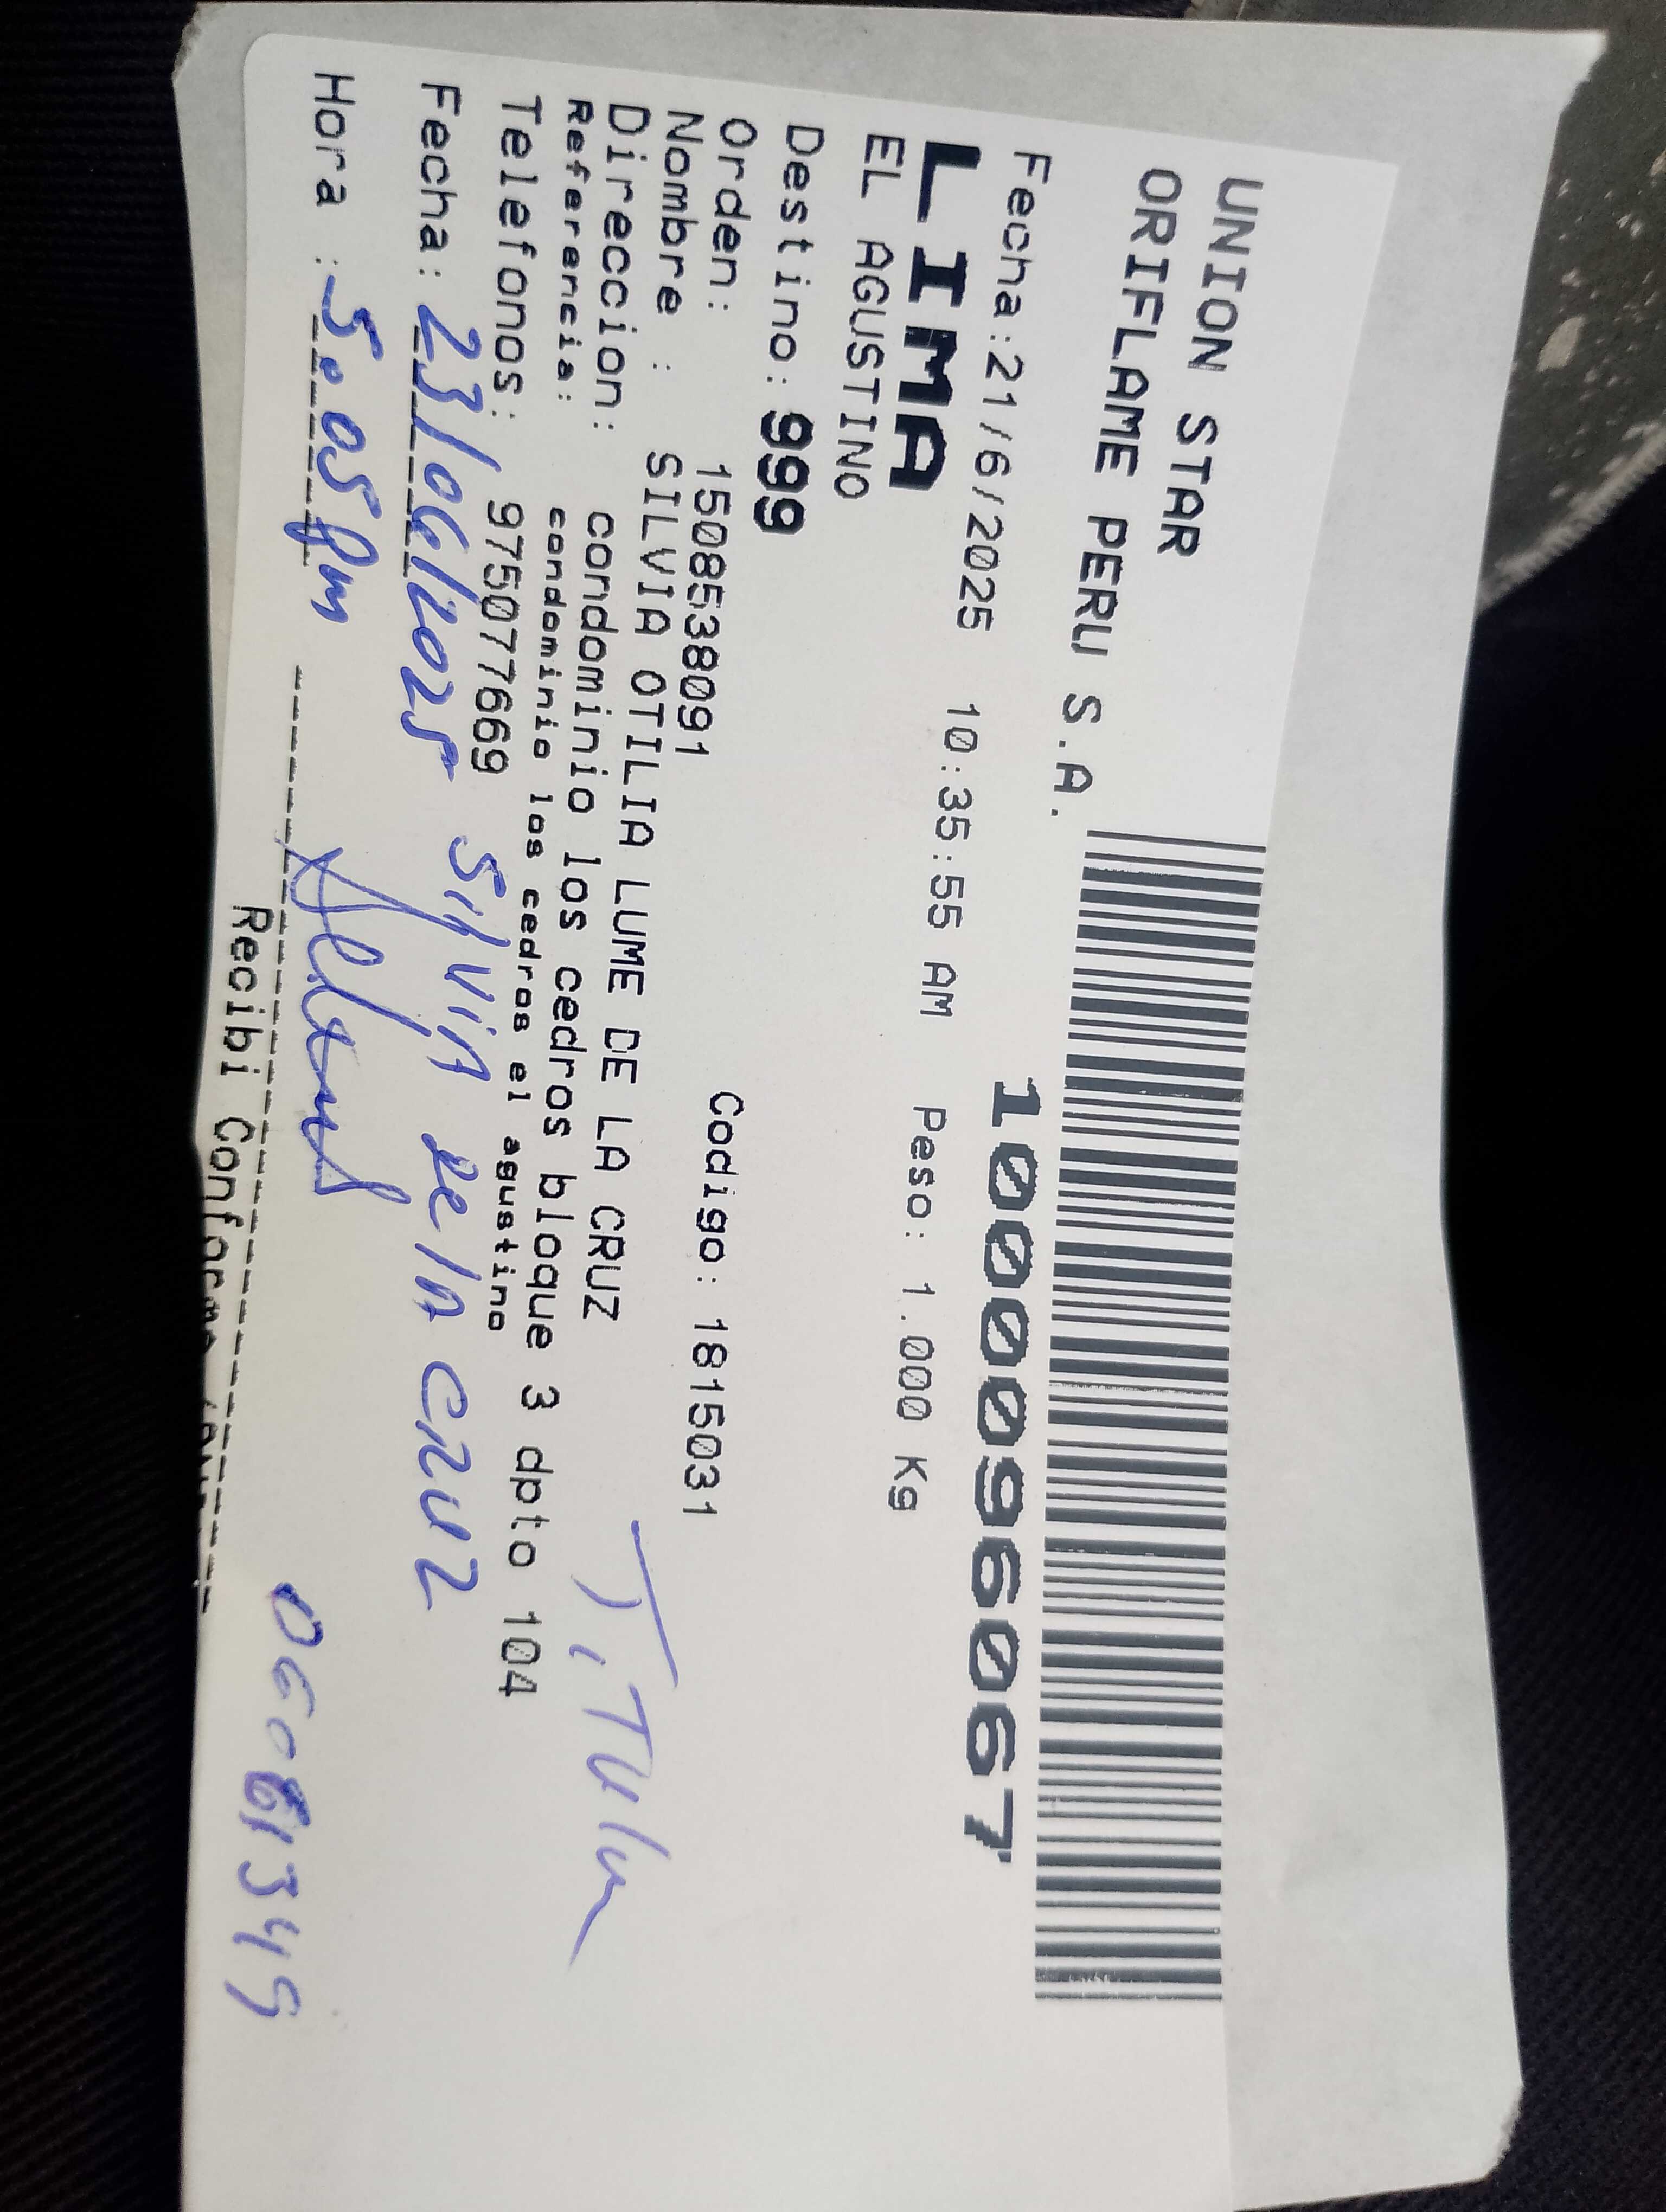 UNION STAR
ORIFLAME PERU S.A.
10000096067
Fecha:21/6/2025 10:35:55 AM Peso: 1.000 Kg
LIMA
EL AGUSTINO
Destino: 999
Orden: 1508538091 Codigo: 1815031
Nombre : SILVIA OTILIA LUME DE LA CRUZ
Direccion: condominio los cedros bloque 3 dpto 104
Referencia: condominio los cedros el agustino
Telefonos: 975077669
Fecha: 23/06/2025 Silvia De la Cruz
Hora : 5.05 pm
Recibi Conforme